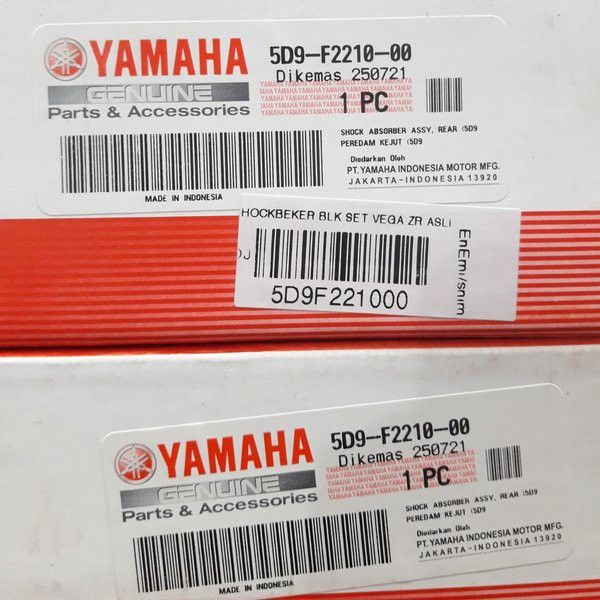 YAMAHA
GENUINE
Parts & Accessories
5D9-F2210-00
Dikemas 250721
1 PC
SHOCK ABSORBER ASSY, REAR (5D9
PEREDAM KEJUT (5D9
Diedarkan Oleh
PT. YAMAHA INDONESIA MOTOR MFG.
JAKARTA-INDONESIA 13920
MADE IN INDONESIA
HOCKBEKER BLK SET VEGA ZR ASLI
5D9F221000
YAMAHA
GENUINE
Parts & Accessories
5D9-F2210-00
Dikemas 250721
1 PC
SHOCK ABSORBER ASSY, REAR (5D9
PEREDAM KEJUT (5D9
Diedarkan Oleh
PT. YAMAHA INDONESIA MOTOR MFG.
JAKARTA-INDONESIA 13920
MADE IN INDONESIA